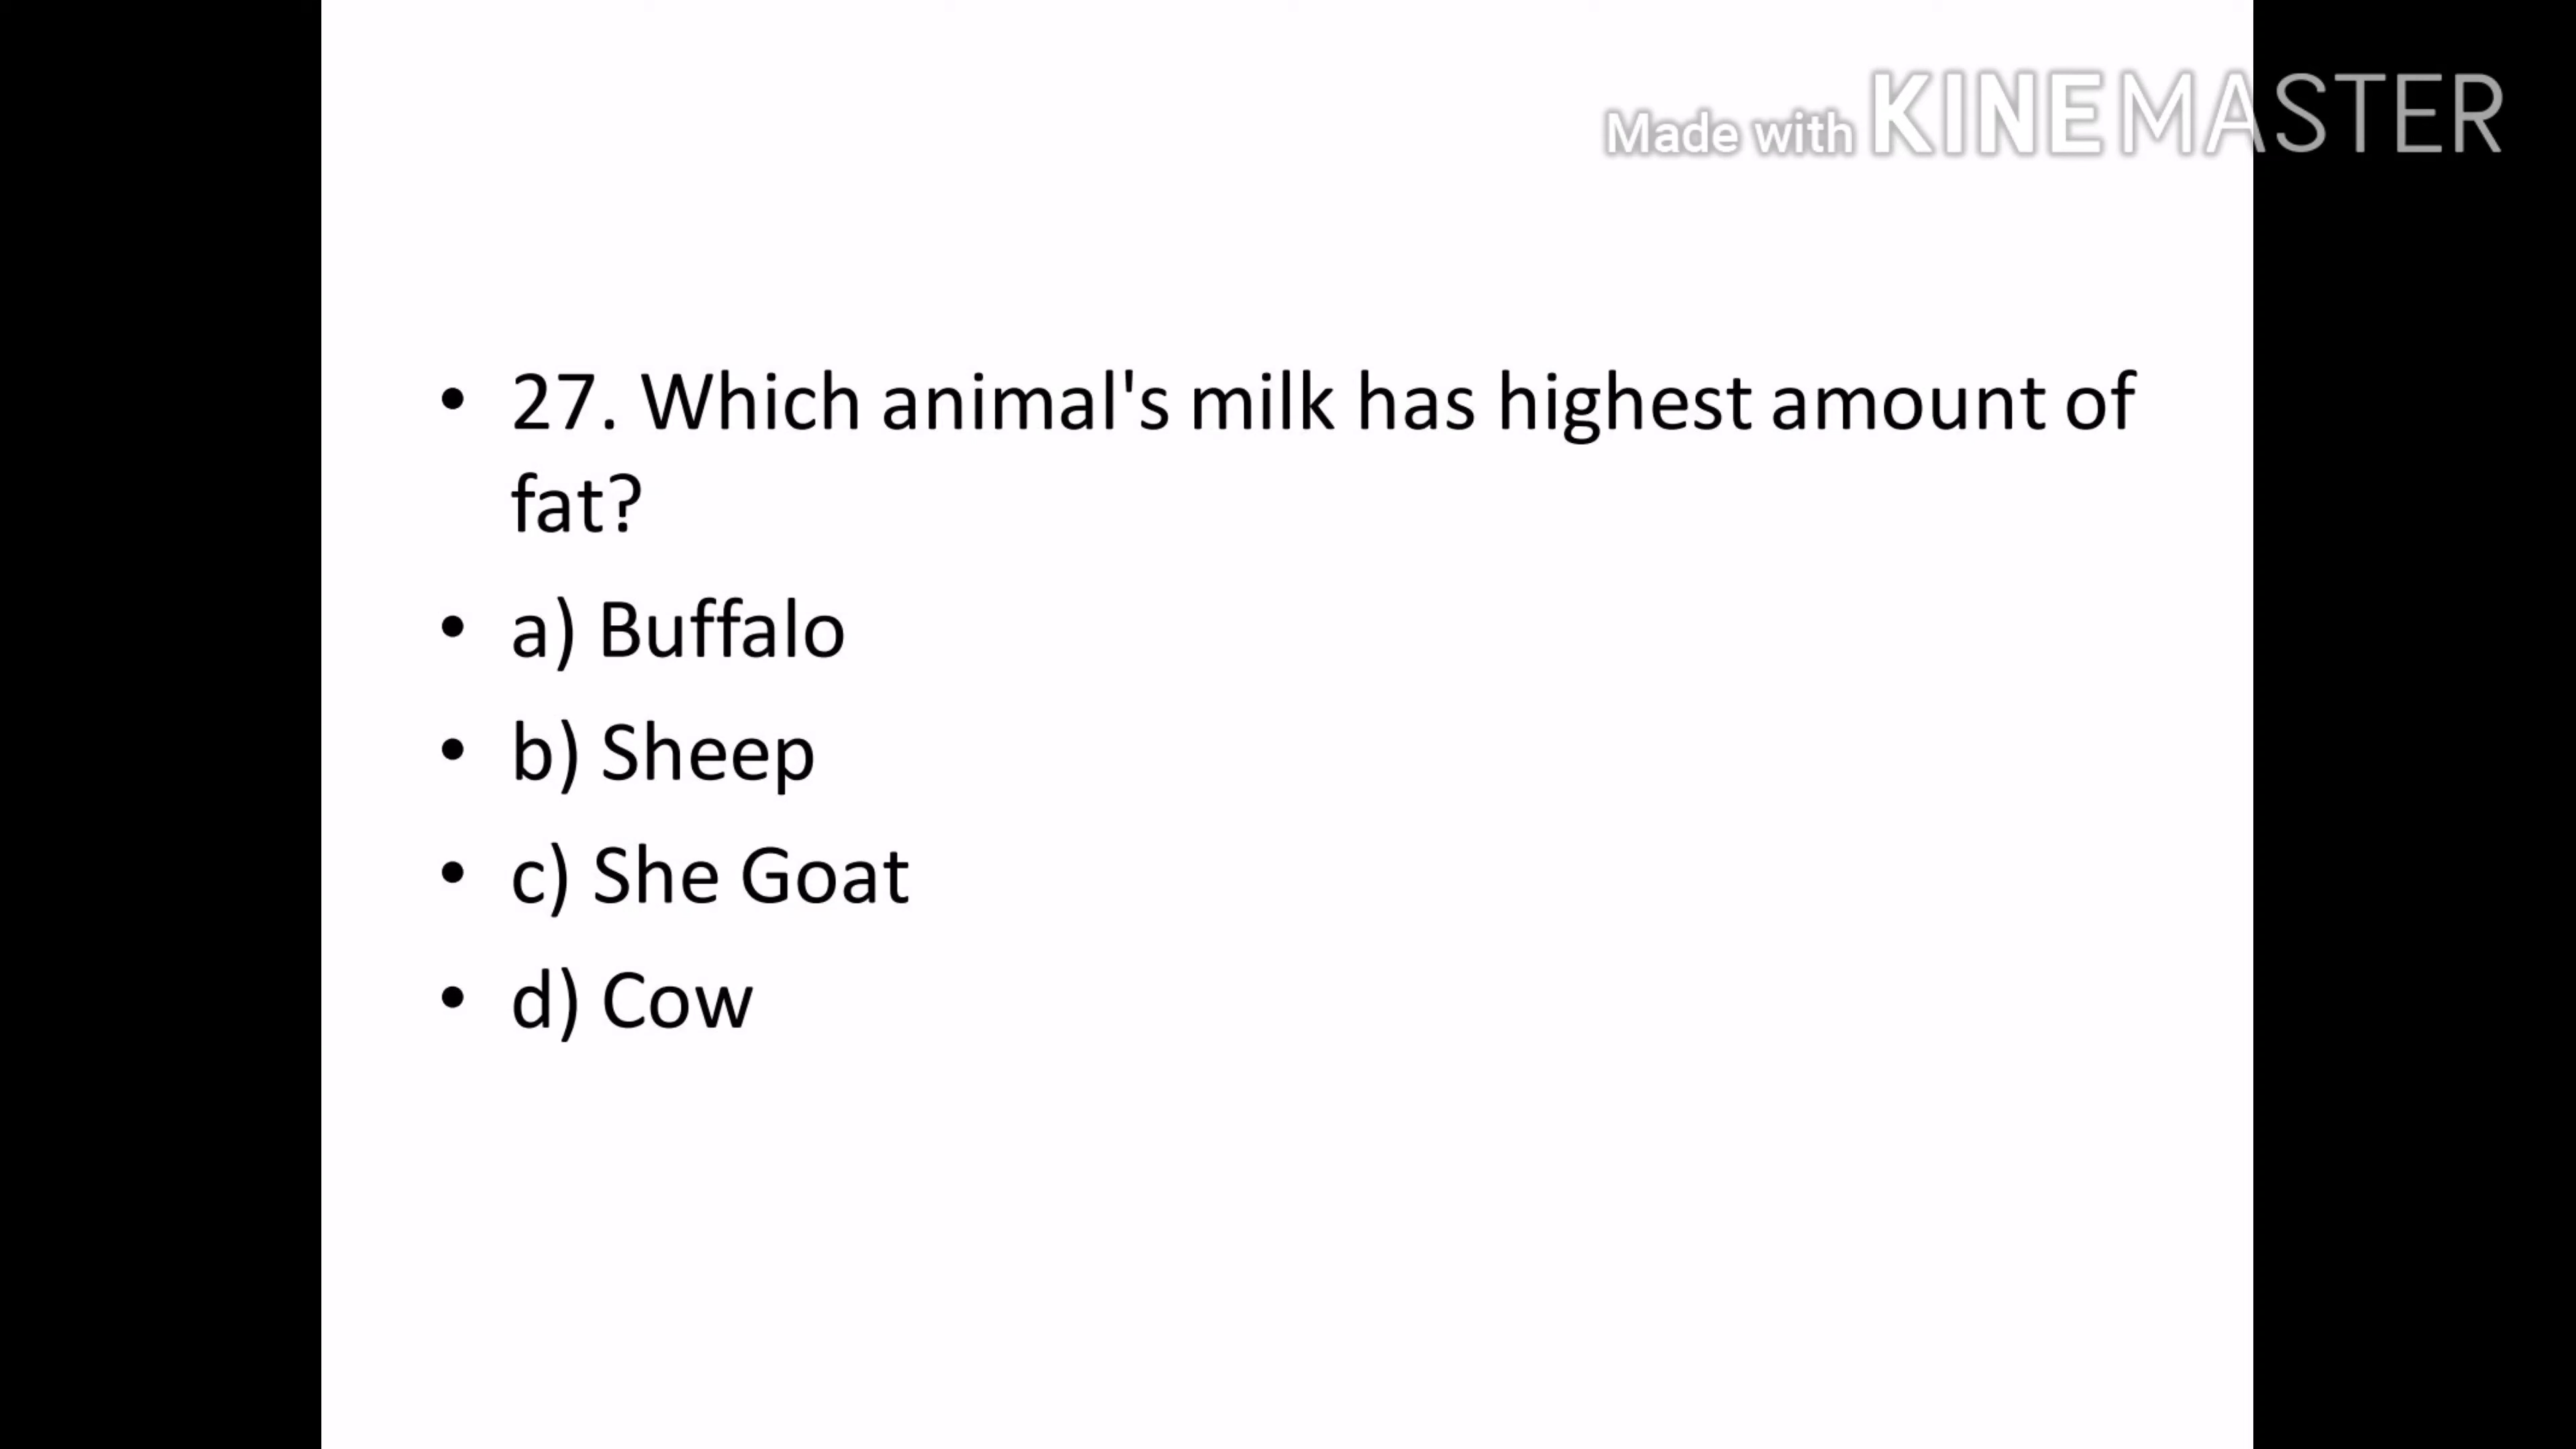 Made with KINEMASTER
• 27. Which animal's milk has highest amount of
fat?
• a) Buffalo
• b) Sheep
• c) She Goat
• d) Cow